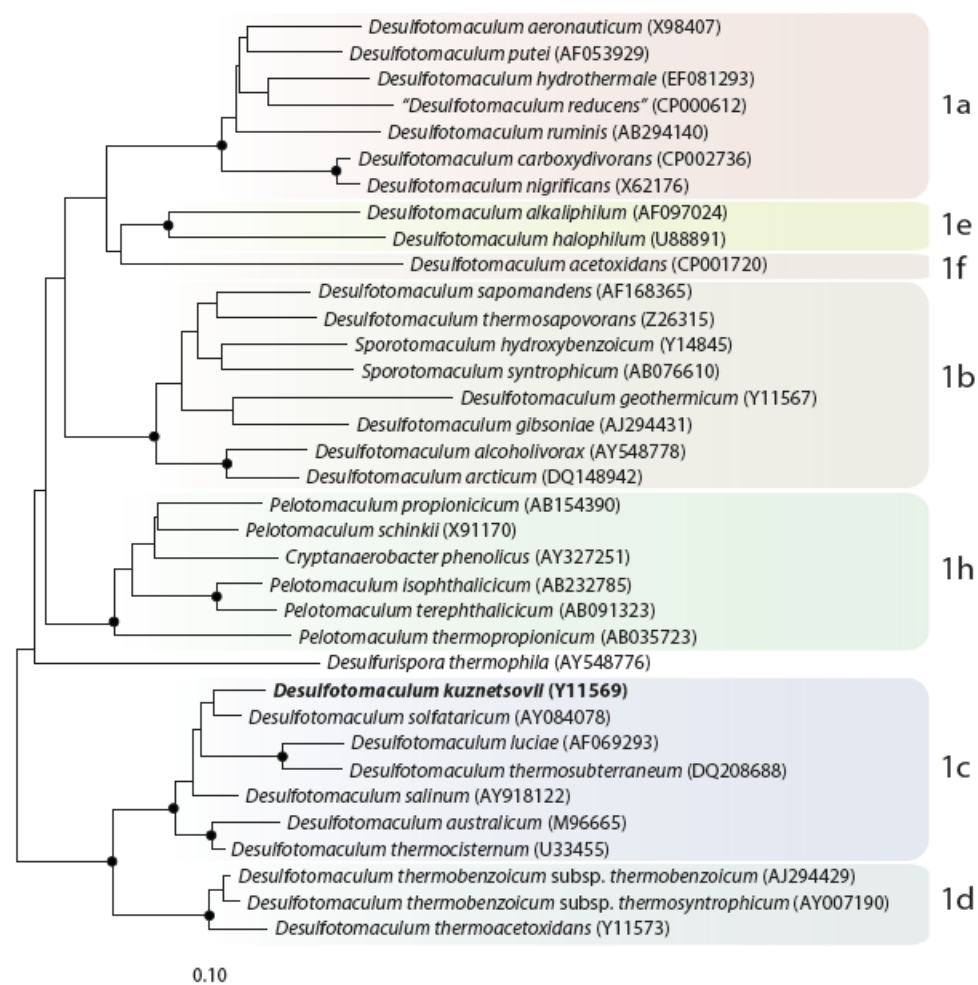 Desulfotomaculum aeronauticum (X98407)
Desulfotomaculum putei (AF053929)
Desulfotomaculum hydrothermale (EF081293)
“Desulfotomaculum reducens” (CP000612)
1a
Desulfotomaculum ruminis (AB294140)
Desulfotomaculum carboxydivorans (CP002736)
Desulfotomaculum nigrificans (X62176)
Desulfotomaculum alkaliphilum (AF097024)
1e
Desulfotomaculum halophilum (U88891)
Desulfotomaculum acetoxidans (CP001720)
1f
Desulfotomaculum sapomandens (AF168365)
Desulfotomaculum thermosapovorans (Z26315)
Sporotomaculum hydroxybenzoicum (Y14845)
Sporotomaculum syntrophicum (AB076610)
1b
Desulfotomaculum geothermicum (Y11567)
Desulfotomaculum gibsoniae (AJ294431)
Desulfotomaculum alcoholivorax (AY548778)
Desulfotomaculum arcticum (DQ148942)
Pelotomaculum propionicicum (AB154390)
Pelotomaculum schinkii (X91170)
Cryptanaerobacter phenolicus (AY327251)
1h
Pelotomaculum isophthalicicum (AB232785)
Pelotomaculum terephthalicicum (AB091323)
Pelotomaculum thermopropionicum (AB035723)
Desulfurispora thermophila (AY548776)
Desulfotomaculum kuznetsovii (Y11569)
Desulfotomaculum solfataricum (AY084078)
Desulfotomaculum luciae (AF069293)
Desulfotomaculum thermosubterraneum (DQ208688)
1c
Desulfotomaculum salinum (AY918122)
Desulfotomaculum australicum (M96665)
Desulfotomaculum thermocisternum (U33455)
Desulfotomaculum thermobenzoicum subsp. thermobenzoicum (AJ294429)
Desulfotomaculum thermobenzoicum subsp. thermosyntrophicum (AY007190)
1d
Desulfotomaculum thermoacetoxidans (Y11573)
0.10